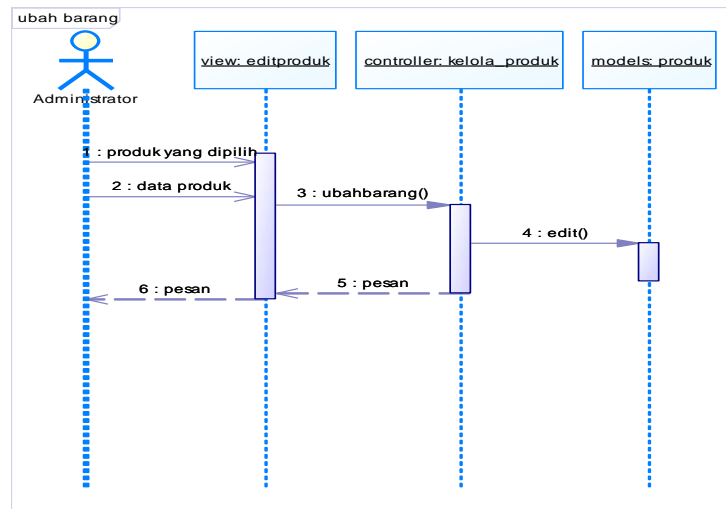 ubah barang
view: editproduk
controller: kelola_produk
models: produk
Administrator
1 : produk yang dipilih
2 : data produk
3 : ubahbarang()
4 : edit()
5 : pesan
6 : pesan